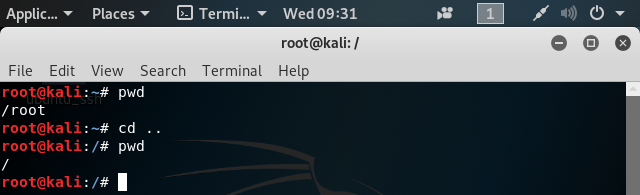 Applic... Places Termi... Wed 09:31 1
root@kali: /
File Edit View Search Terminal Help
root@kali:~# pwd
ubuntu_ssh
/root
root@kali:~# cd ..
root@kali:/# pwd
/
root@kali:/#